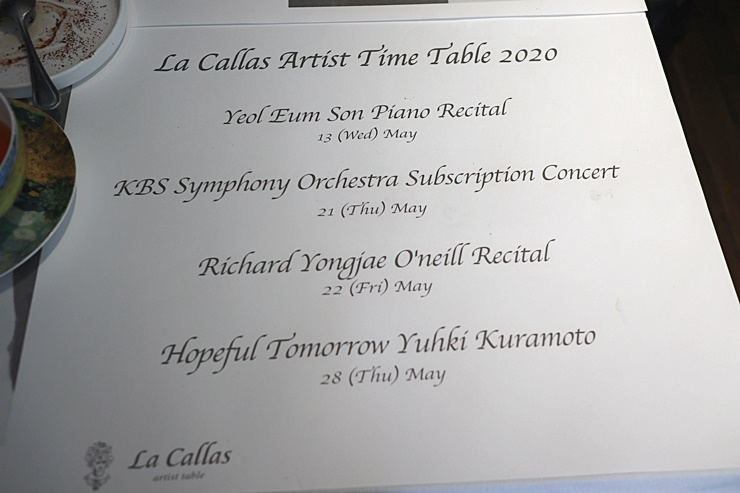 La Callas Artist Time Table 2020
Yeol Eum Son Piano Recital
13 (Wed) May
KBS Symphony Orchestra Subscription Concert
21 (Thu) May
Richard Yongjae O'neill Recital
22 (Fri) May
Hopeful Tomorrow Yuhki Kuramoto
28 (Thu) May
La Callas
artist table